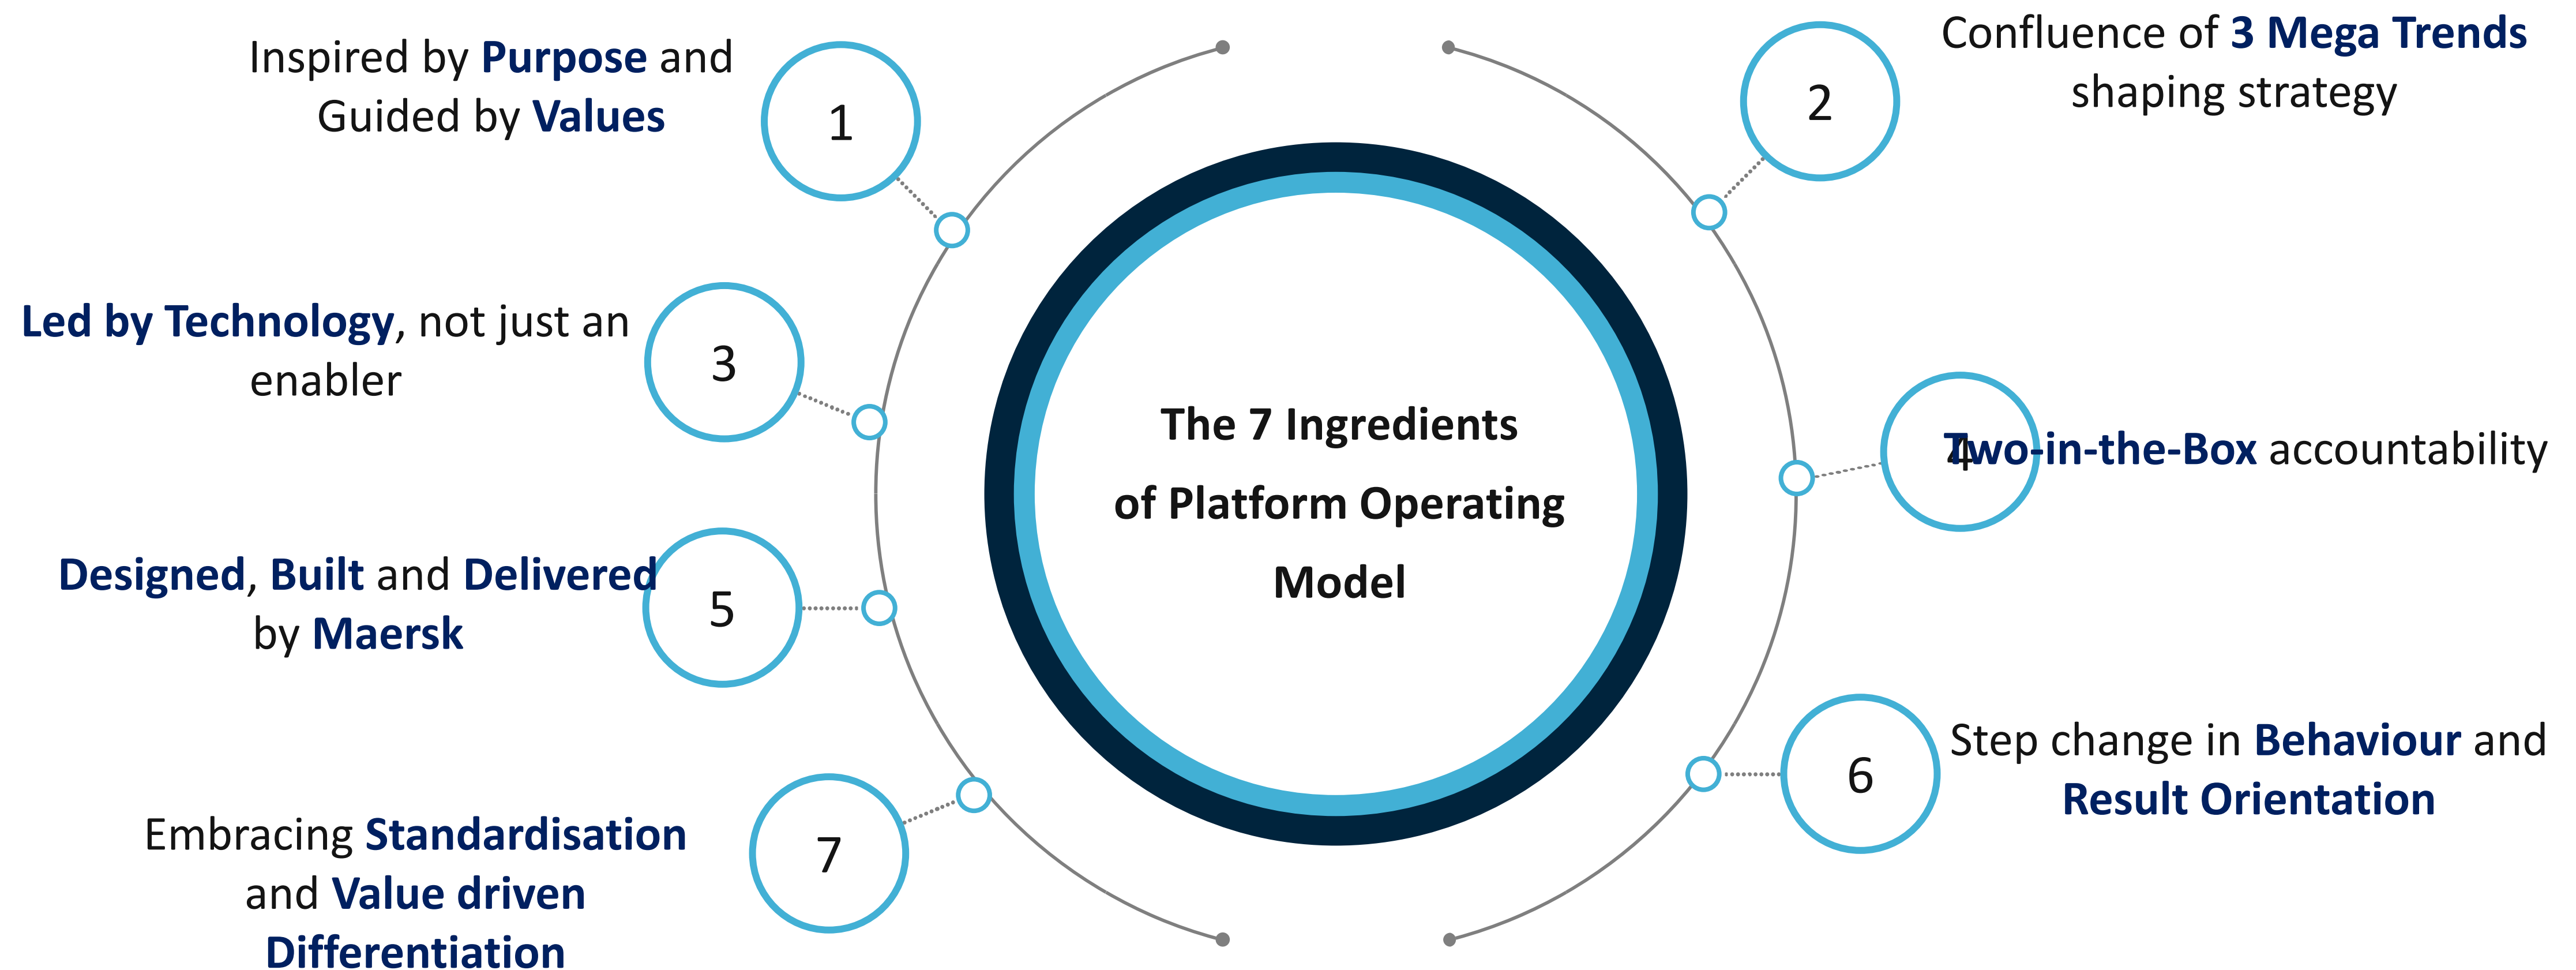 Inspired by Purpose and
Guided by Values
1
2
Confluence of 3 Mega Trends
shaping strategy
Led by Technology, not just an
enabler
3
The 7 Ingredients
of Platform Operating
Model
4
Two-in-the-Box accountability
Designed, Built and Delivered
by Maersk
5
6
Step change in Behaviour and
Result Orientation
Embracing Standardisation
and Value driven
Differentiation
7